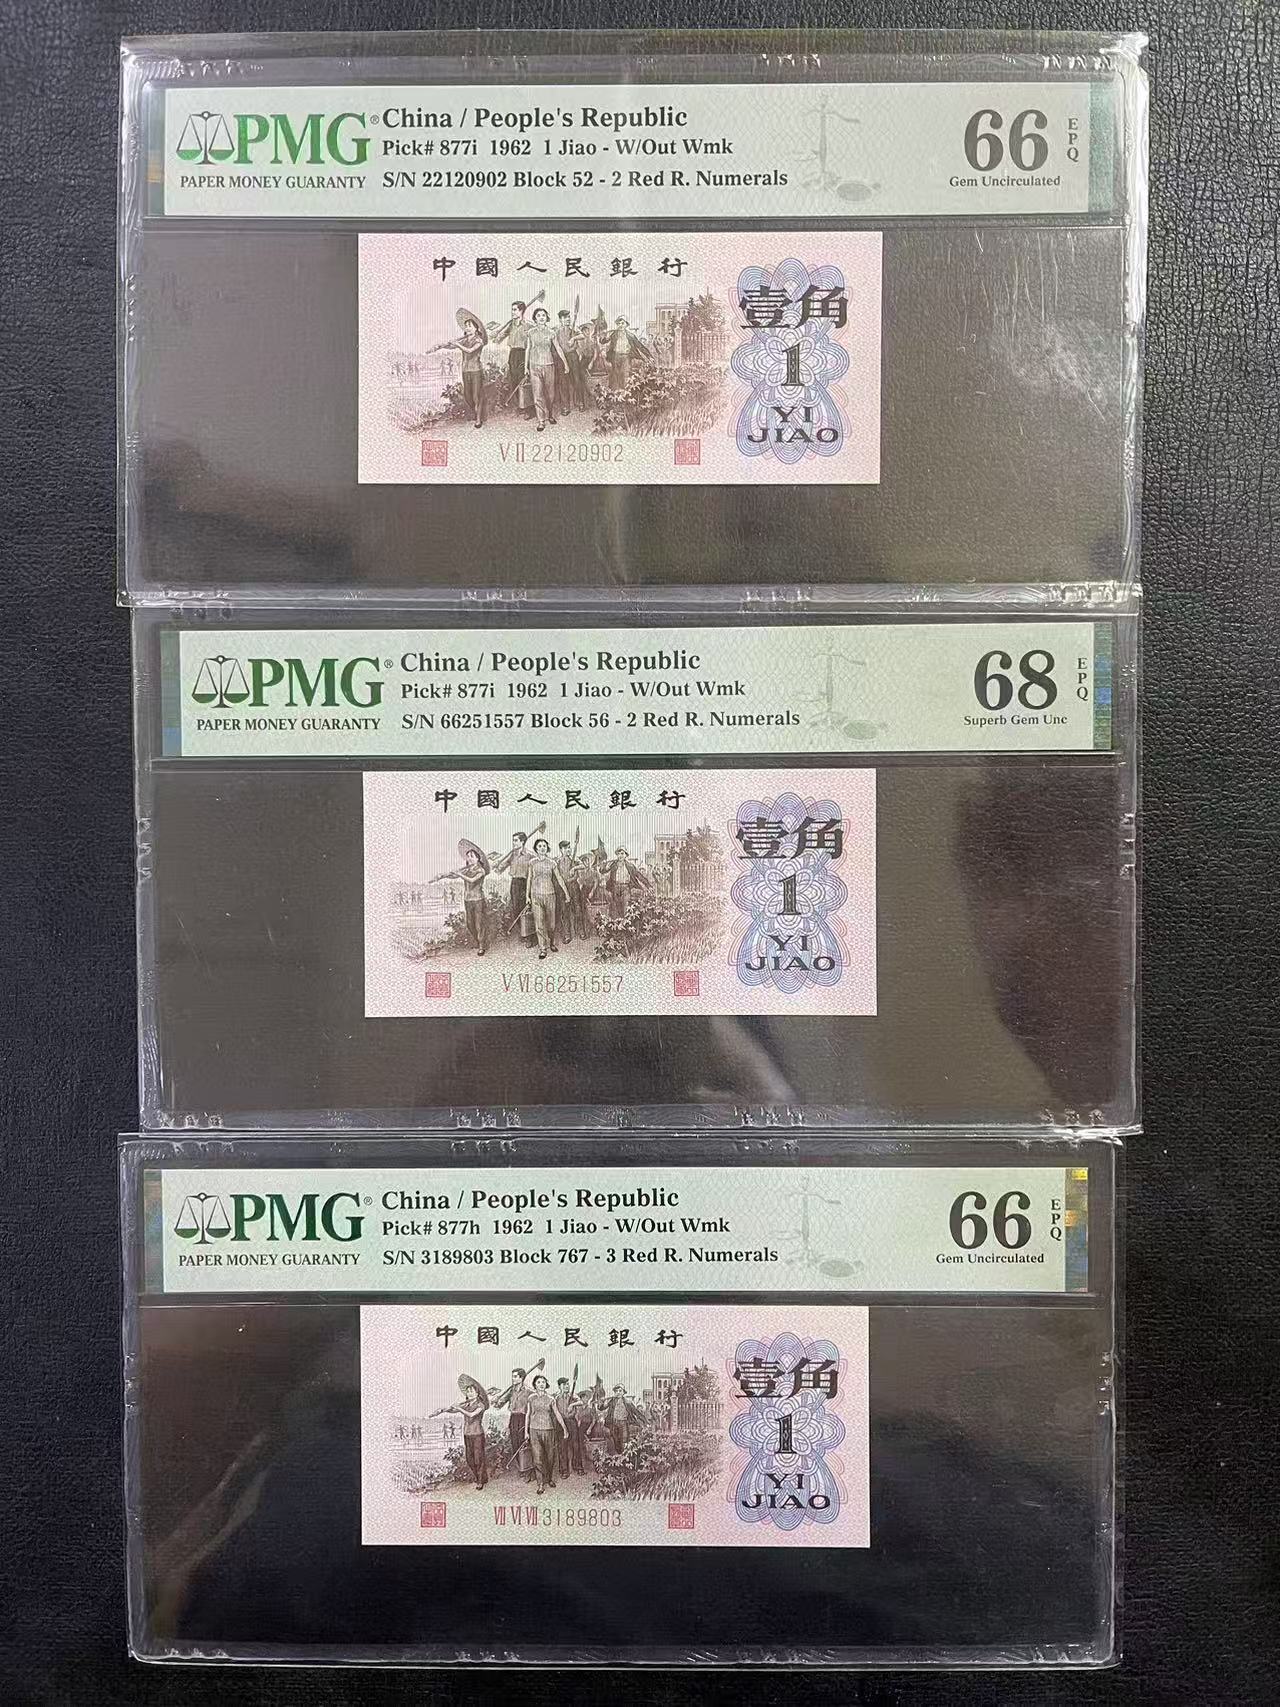 PMG® China / People's Republic 66 EPQ
Pick# 877i 1962 1 Jiao - W/Out Wmk
PAPER MONEY GUARANTY S/N 22120902 Block 52 - 2 Red R. Numerals Gem Uncirculated
中國人民銀行
壹角
1
YI
JIAO
V II 22120902
PMG® China / People's Republic 68 EPQ
Pick# 877i 1962 1 Jiao - W/Out Wmk
PAPER MONEY GUARANTY S/N 66251557 Block 56 - 2 Red R. Numerals Superb Gem Unc
中國人民銀行
壹角
1
YI
JIAO
V VI 66251557
PMG® China / People's Republic 66 EPQ
Pick# 877h 1962 1 Jiao - W/Out Wmk
PAPER MONEY GUARANTY S/N 3189803 Block 767 - 3 Red R. Numerals Gem Uncirculated
中國人民銀行
壹角
1
YI
JIAO
VII VI VII 3189803